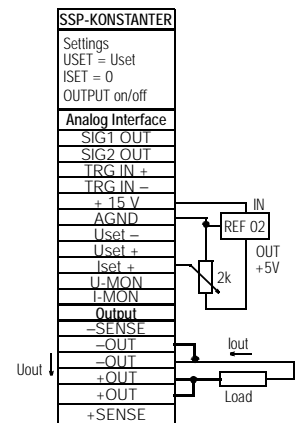 SSP-KONSTANTER
Settings
USET = Uset
ISET = 0
OUTPUT on/off
Analog Interface
SIG1 OUT
SIG2 OUT
TRG IN +
TRG IN –
+ 15 V
AGND
Uset –
Uset +
Iset +
U-MON
I-MON
Output
–SENSE
–OUT
–OUT
+OUT
+OUT
+SENSE
IN
REF 02
OUT
+5V
2k
Iout
Uout
Load